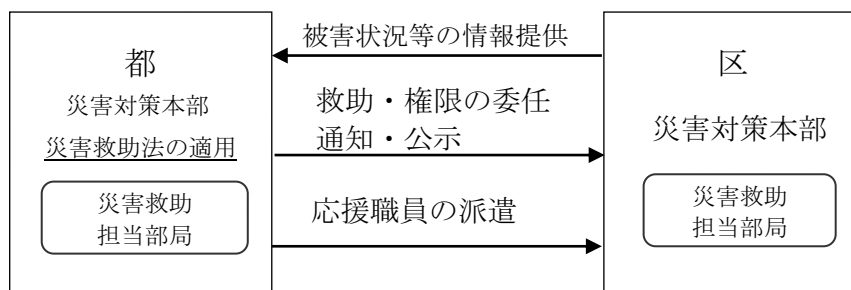 都
災害対策本部
災害救助法の適用
災害救助
担当部局
被害状況等の情報提供
救助・権限の委任
通知・公示
応援職員の派遣
区
災害対策本部
災害救助
担当部局